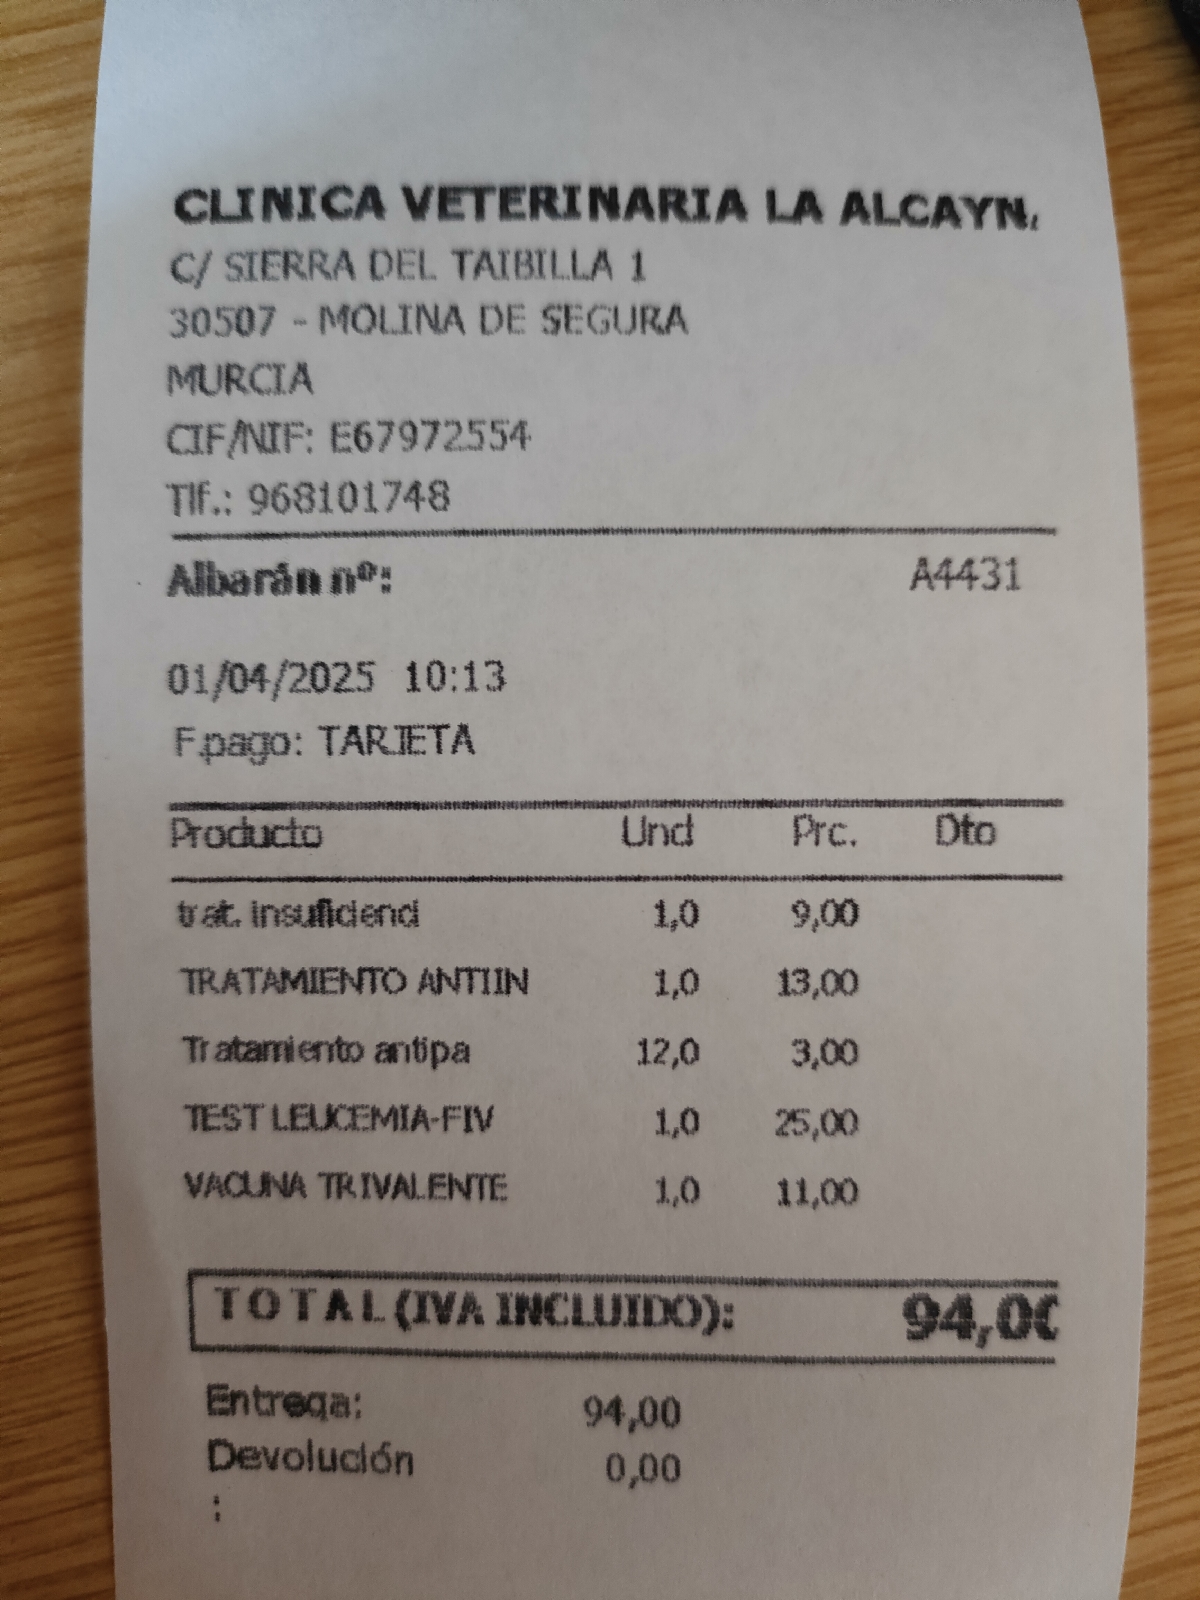 CLINICA VETERINARIA LA ALCAYN
C/ SIERRA DEL TAIBILLA 1
30507 - MOLINA DE SEGURA
MURCIA
CIF/NIF: E67972554
Tlf.: 968101748
Albarán nº: A4431
01/04/2025 10:13
F.pago: TARJETA
Producto Und Prc. Dto
trat. insuficienci 1,0 9,00
TRATAMIENTO ANTIIN 1,0 13,00
Tratamiento antipa 12,0 3,00
TEST LEUCEMIA-FIV 1,0 25,00
VACUNA TRIVALENTE 1,0 11,00
TOTAL (IVA INCLUIDO): 94,00
Entrega: 94,00
Devolución 0,00
: